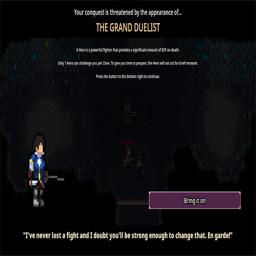 Your conquest is threatened by the appearance of...
THE GRAND DUELIST
A Hero is a powerful fighter that provides a significant amount of EXP on death.
Only 1 Hero can challenge you per Zone. To give you time to prepare, the Hero will not act for brief moment.
Press the button to the bottom right to continue.
Bring it on
"I've never lost a fight and I doubt you'll be strong enough to change that. En garde!"